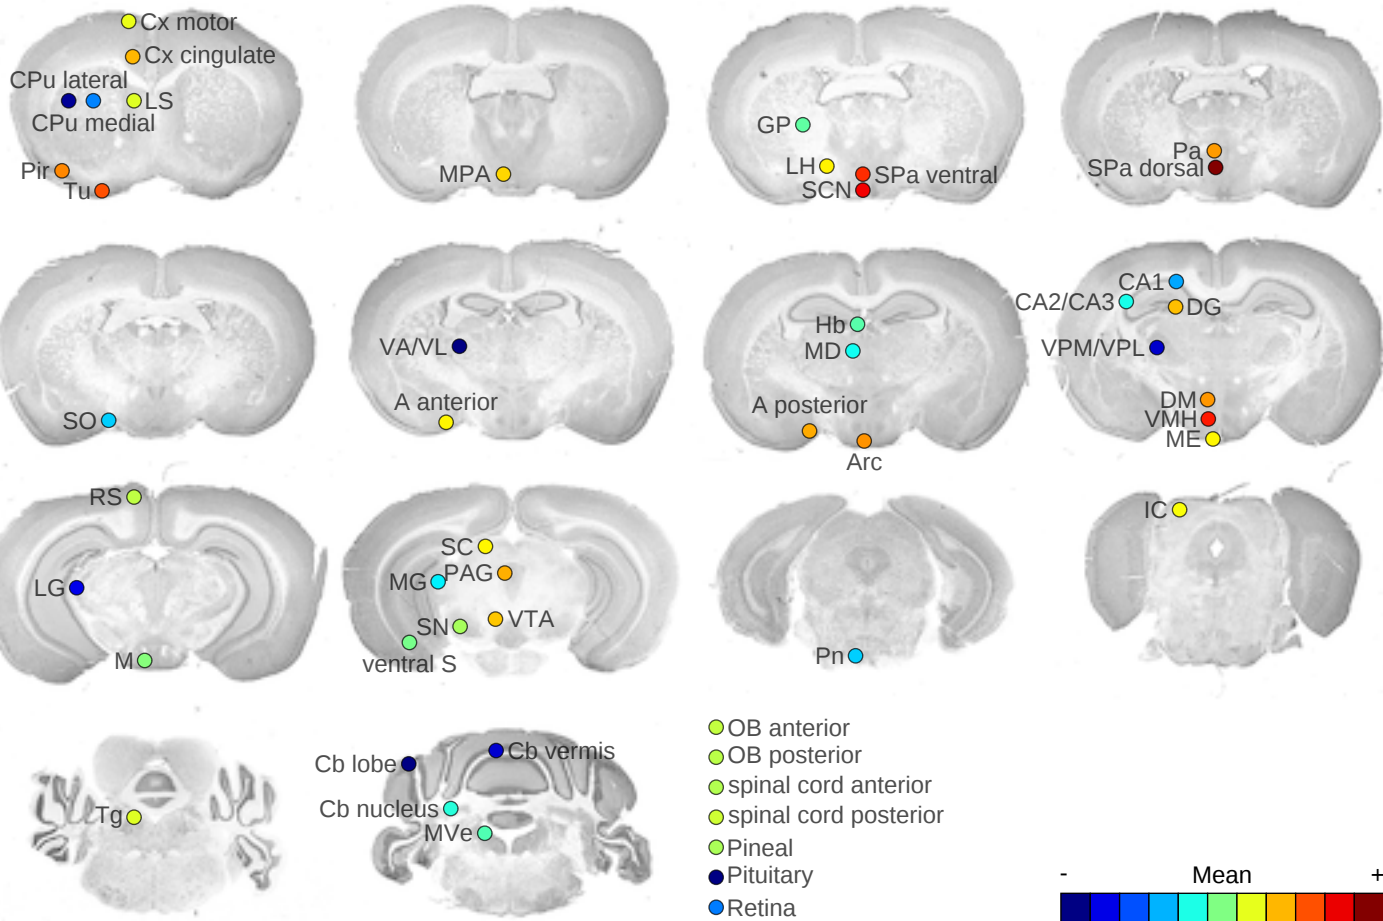 Cx motor
Cx cingulate
CPu lateral
LS
CPu medial
Pir
Tu
MPA
GP
LH
SPa ventral
SCN
Pa
SPa dorsal
SO
VA/VL
A anterior
Hb
MD
A posterior
Arc
CA1
CA2/CA3
DG
VPM/VPL
DM
VMH
ME
RS
LG
M
SC
MG
PAG
SN
VTA
ventral S
Pn
IC
Tg
Cb lobe
Cb vermis
Cb nucleus
MVe
OB anterior
OB posterior
spinal cord anterior
spinal cord posterior
Pineal
Pituitary
Retina
- Mean +